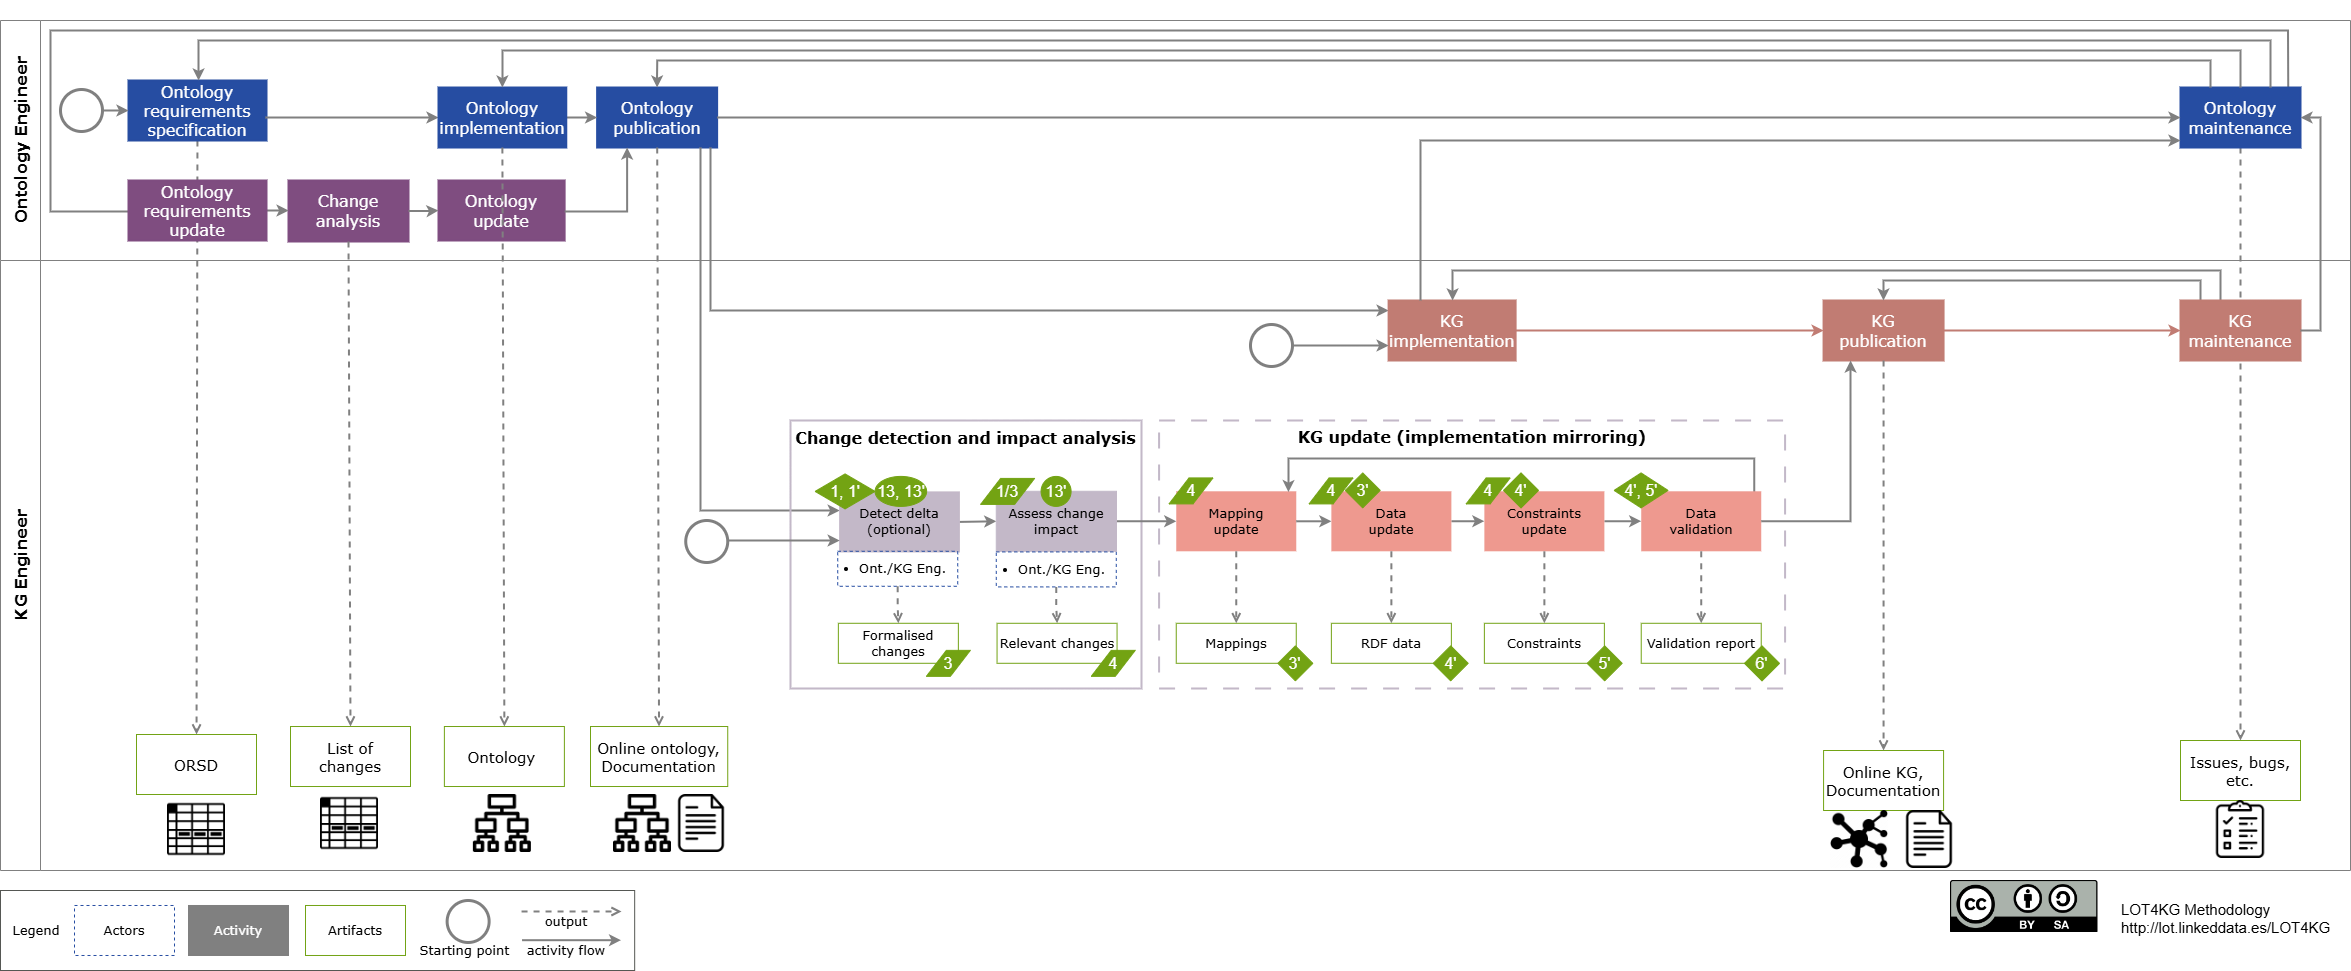 Ontology Engineer
Ontology
requirements
specification
Ontology
implementation
Ontology
publication
Ontology
maintenance
Ontology
requirements
update
Change
analysis
Ontology
update
KG Engineer
KG
implementation
KG
publication
KG
maintenance
Change detection and impact analysis
1, 1'
13, 13'
Detect delta
(optional)
• Ont./KG Eng.
Formalised
changes
3
1/3
13'
Assess change
impact
• Ont./KG Eng.
Relevant changes
4
KG update (implementation mirroring)
4
Mapping
update
Mappings
3'
4
3'
Data
update
RDF data
4'
4
4'
Constraints
update
Constraints
5'
4', 5'
Data
validation
Validation report
6'
ORSD
List of
changes
Ontology
Online ontology,
Documentation
Online KG,
Documentation
Issues, bugs,
etc.
Legend
Actors
Activity
Artifacts
Starting point
output
activity flow
CC
BY SA
LOT4KG Methodology
http://lot.linkeddata.es/LOT4KG